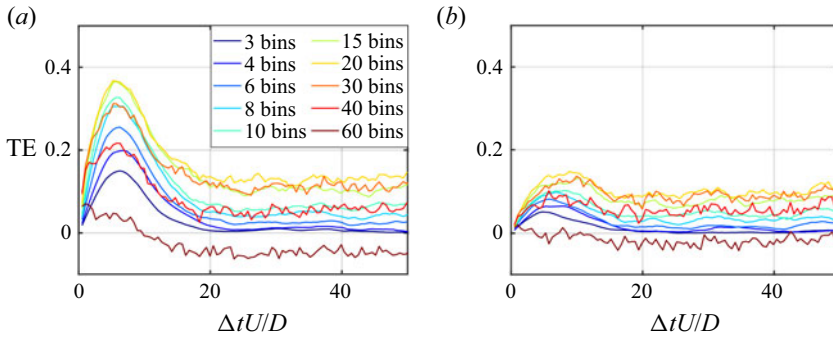 (a) (b)
0.4 0.4
3 bins 15 bins
4 bins 20 bins
6 bins 30 bins
8 bins 40 bins
10 bins 60 bins
TE 0.2 0.2
0 0
0 20 40 0 20 40
ΔtU/D ΔtU/D